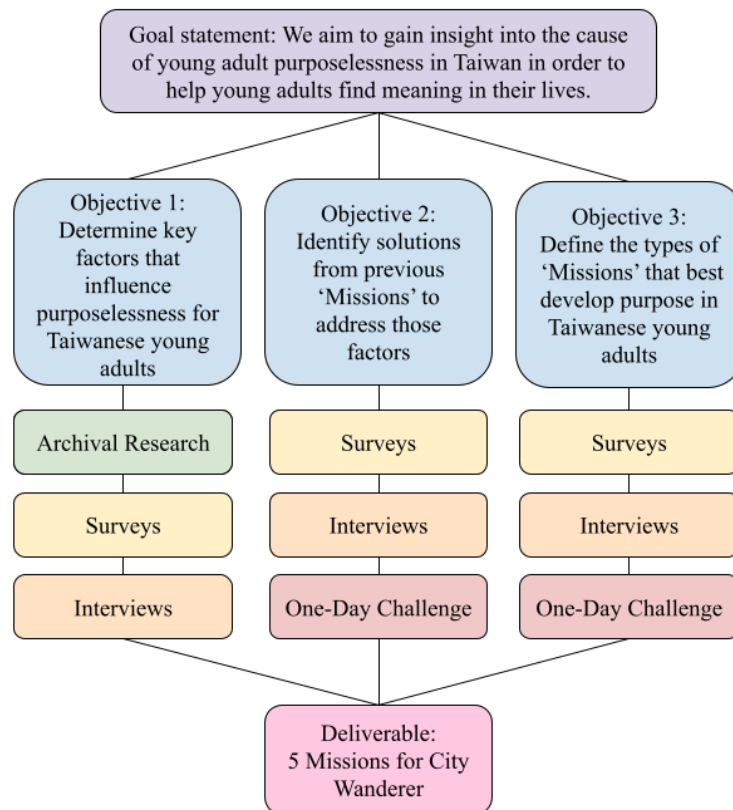 Goal statement: We aim to gain insight into the cause
of young adult purposelessness in Taiwan in order to
help young adults find meaning in their lives.
Objective 1:
Determine key
factors that
influence
purposelessness for
Taiwanese young
adults
Objective 2:
Identify solutions
from previous
‘Missions’ to
address those
factors
Objective 3:
Define the types of
‘Missions’ that best
develop purpose in
Taiwanese young
adults
Archival Research
Surveys
Interviews
Surveys
Interviews
One-Day Challenge
Surveys
Interviews
One-Day Challenge
Deliverable:
5 Missions for City
Wanderer